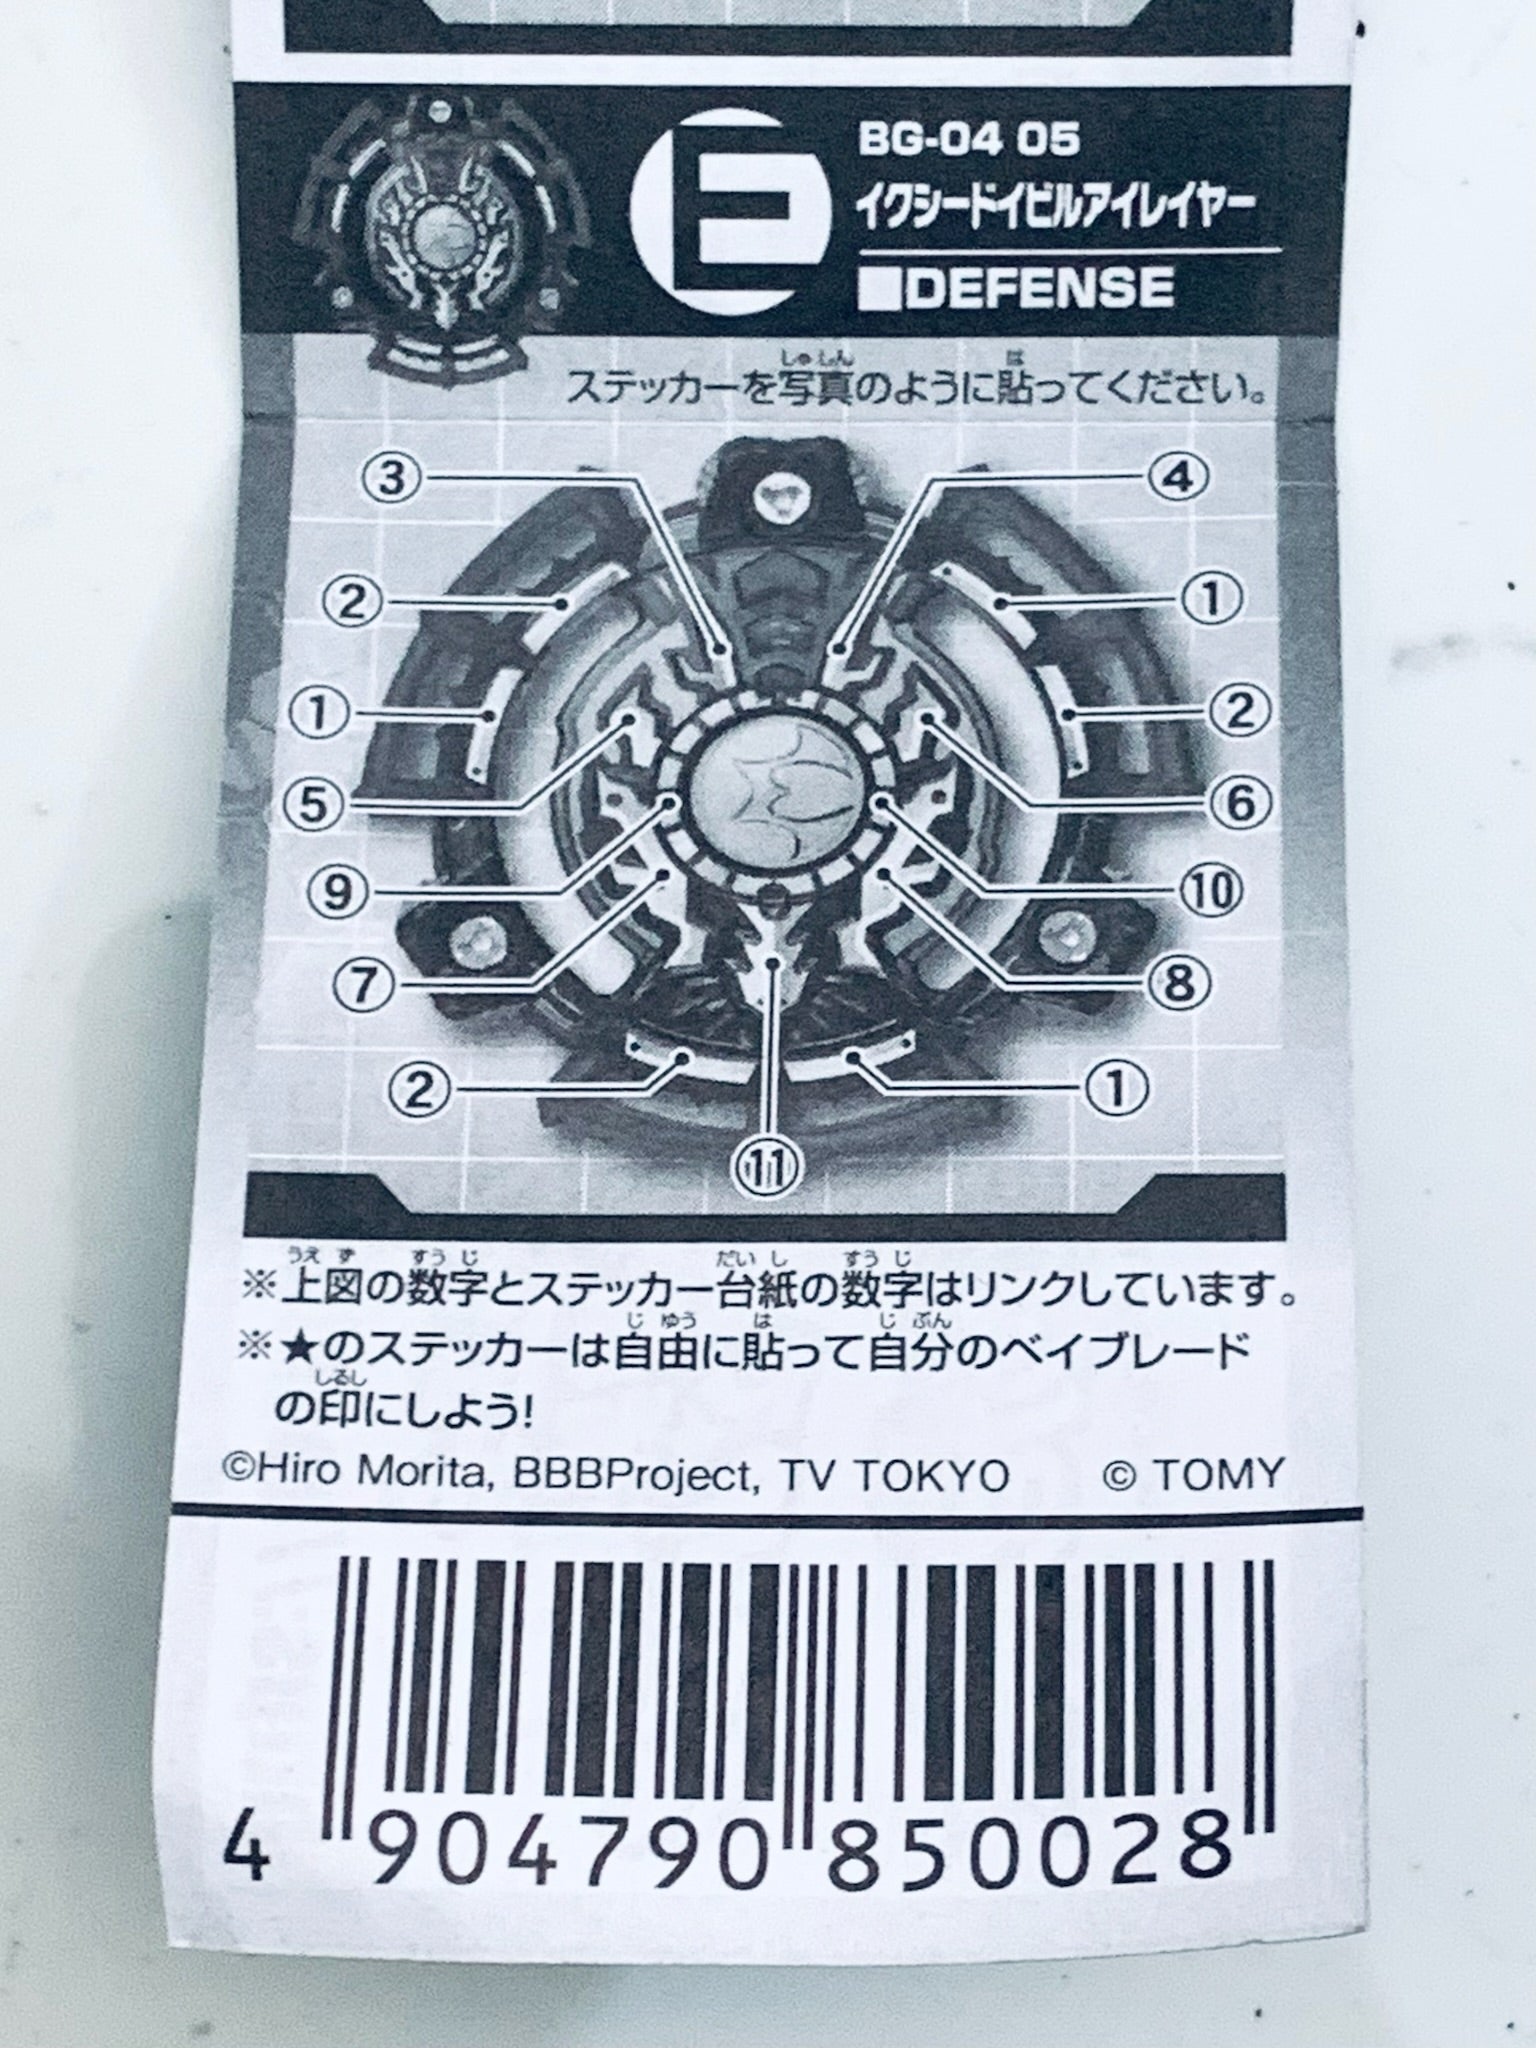 E
BG-04 05
イクシードイビルアイレイヤー
■DEFENSE
ステッカーを写真のように貼ってください。
③ ④
② ①
① ②
⑤ ⑥
⑨ ⑩
⑦ ⑧
② ①
⑪
※上図の数字とステッカー台紙の数字はリンクしています。
※★のステッカーは自由に貼って自分のベイブレード
の印にしよう!
©Hiro Morita, BBBProject, TV TOKYO © TOMY
4 904790 850028